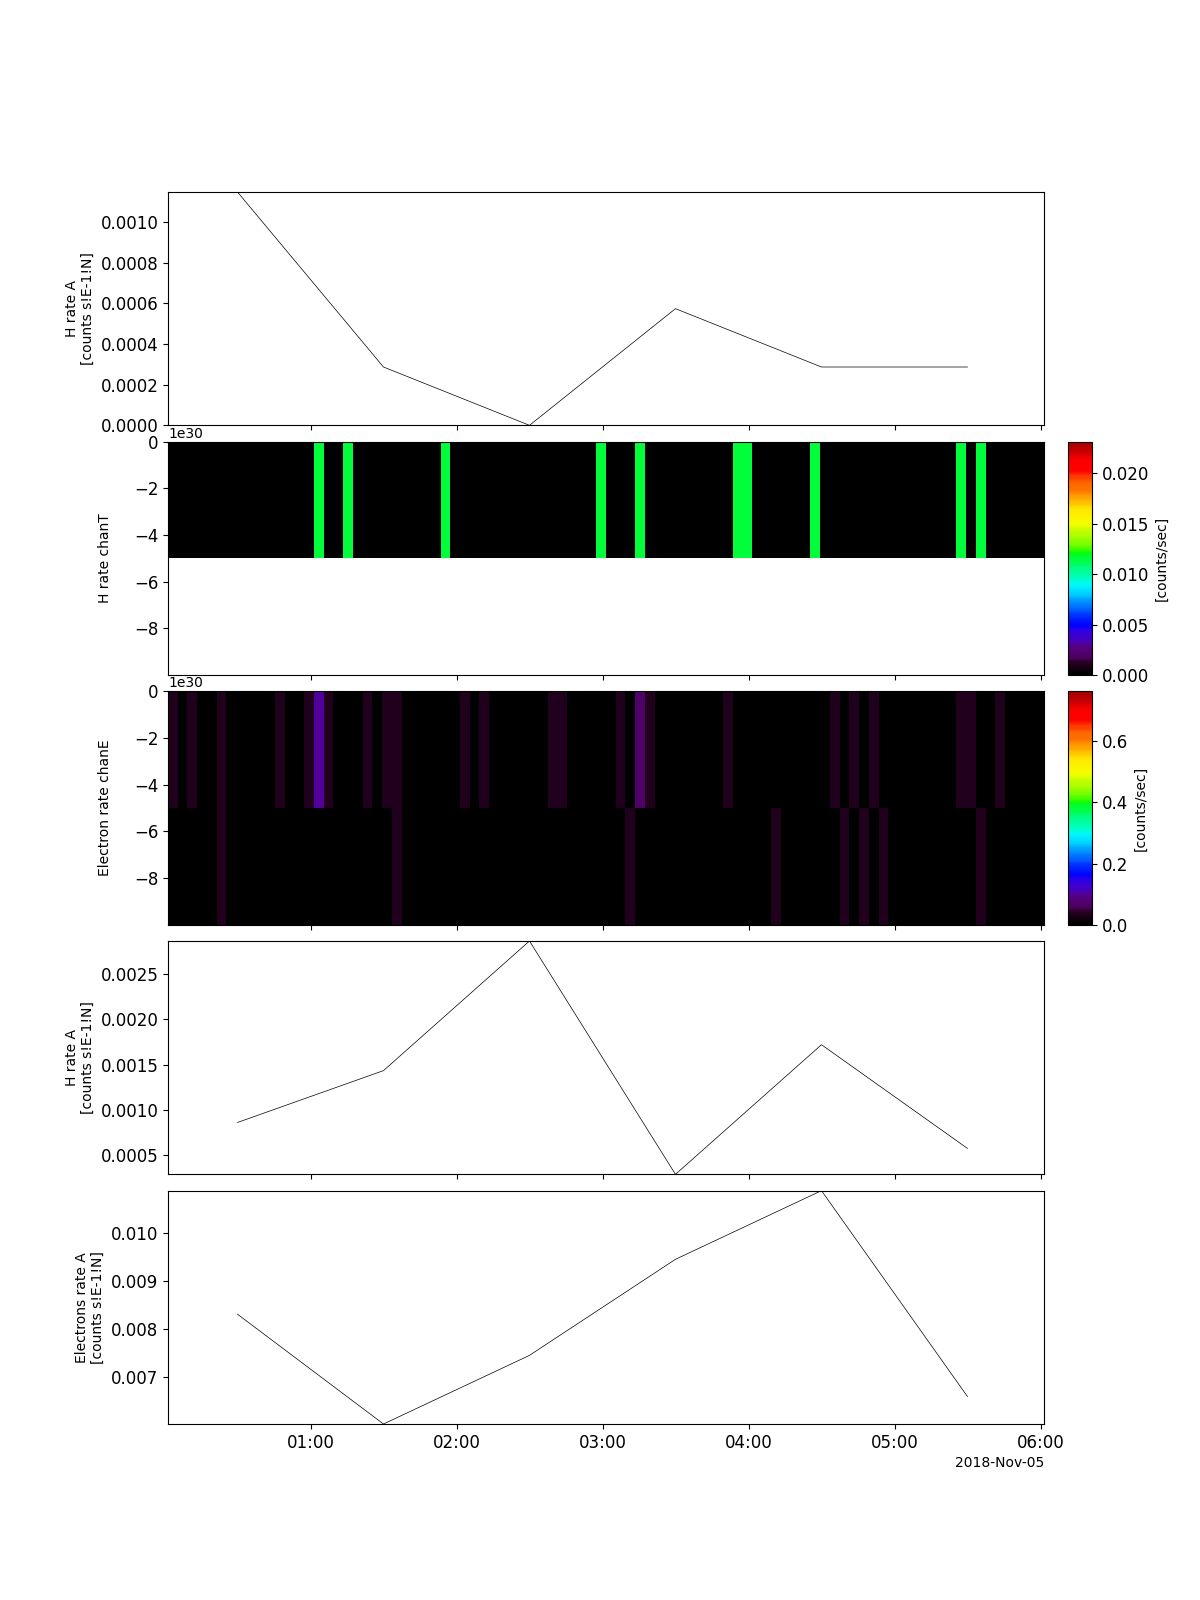 0.0010
0.0008
0.0006
0.0004
0.0002
0.0000
H rate A
[counts s!E-1!N]
1e30
0
−2
−4
−6
−8
H rate chanT
0.020
0.015
0.010
0.005
0.000
[counts/sec]
1e30
0
−2
−4
−6
−8
Electron rate chanE
0.6
0.4
0.2
0.0
[counts/sec]
0.0025
0.0020
0.0015
0.0010
0.0005
H rate A
[counts s!E-1!N]
0.010
0.009
0.008
0.007
Electrons rate A
[counts s!E-1!N]
01:00 02:00 03:00 04:00 05:00 06:00
2018-Nov-05